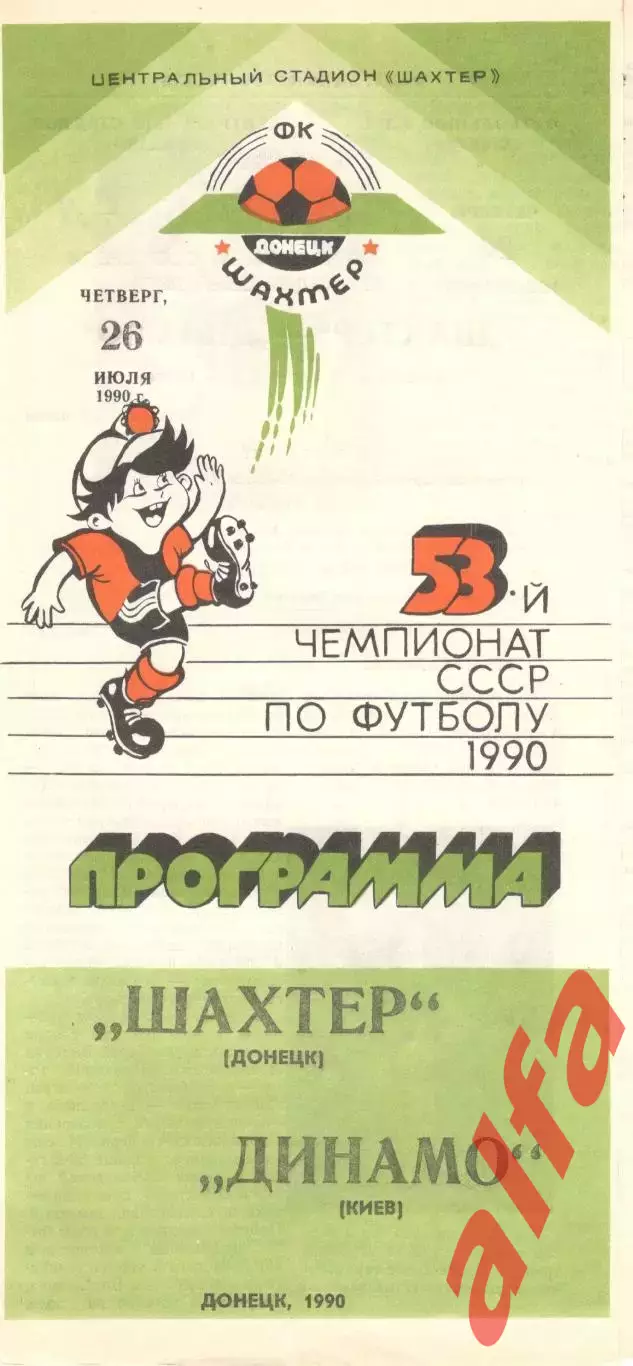 ЦЕНТРАЛЬНЫЙ СТАДИОН «ШАХТЕР»
ФК
ДОНЕЦК
ШАХТЕР
ЧЕТВЕРГ,
26
ИЮЛЯ
1990 г.
53-Й
ЧЕМПИОНАТ
СССР
ПО ФУТБОЛУ
1990
ПРОГРАММА
„ШАХТЕР“
(ДОНЕЦК)
„ДИНАМО“
(КИЕВ)
ДОНЕЦК, 1990
alfa